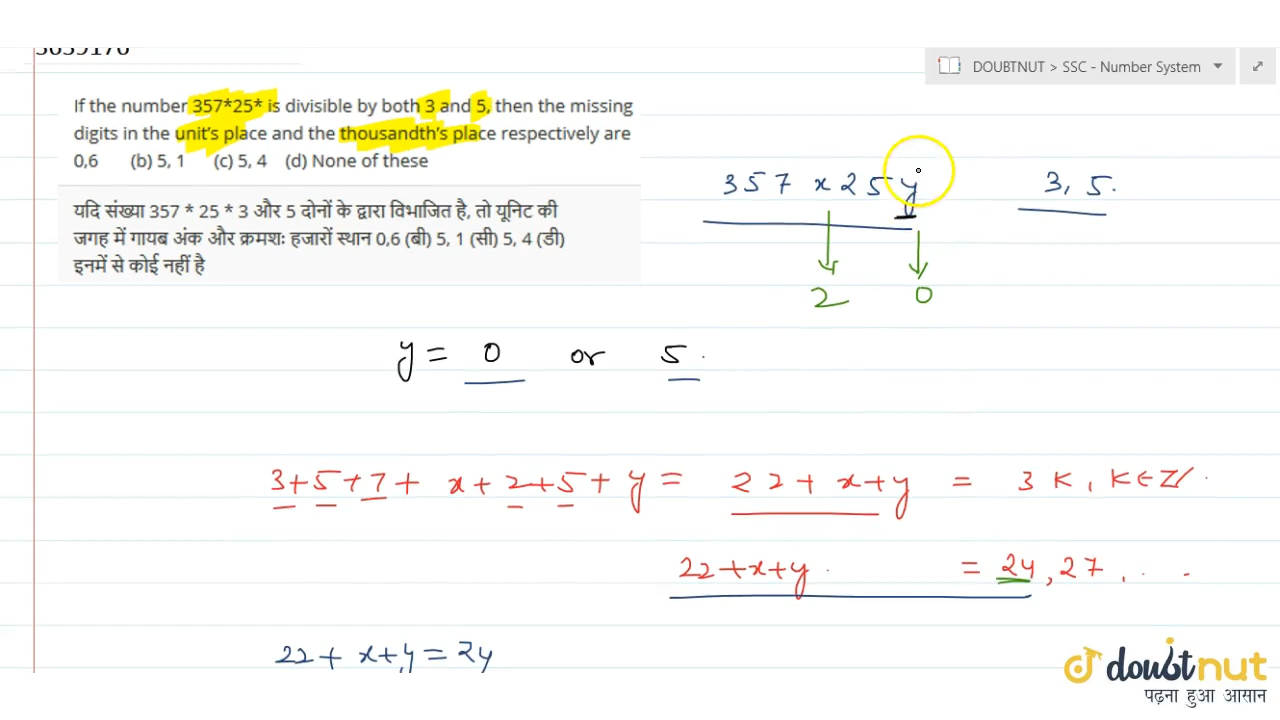 3639176
DOUBTNUT > SSC - Number System
If the number 357*25* is divisible by both 3 and 5, then the missing
digits in the unit's place and the thousandth's place respectively are
0,6 (b) 5, 1 (c) 5, 4 (d) None of these
यदि संख्या 357 * 25 * 3 और 5 दोनों के द्वारा विभाजित है, तो यूनिट की
जगह में गायब अंक और क्रमशः हजारों स्थान 0,6 (बी) 5, 1 (सी) 5, 4 (डी)
इनमें से कोई नहीं है
357 x 25 y 3, 5.
2 0
y = 0 or 5.
3+5+7+ x+2+5+y = 22+x+y = 3K, K∈Z.
22+x+y = 24, 27, . . .
22+ x+y = 24
doubtnut
पढ़ना हुआ आसान